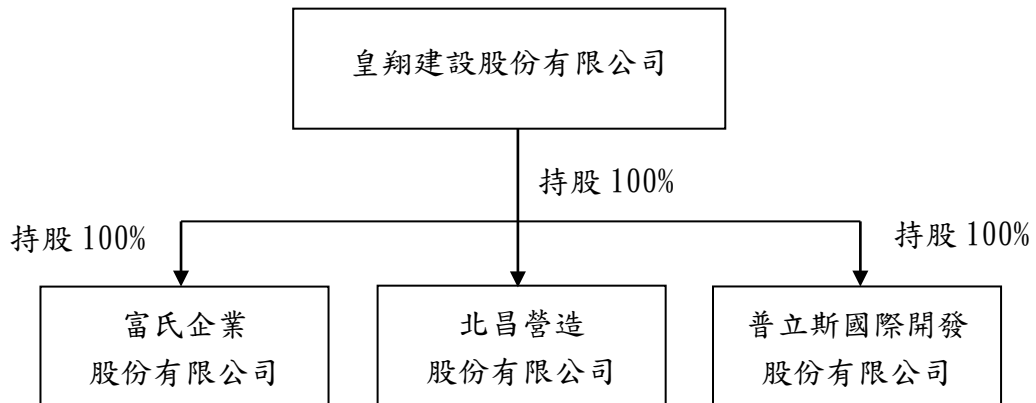 皇翔建設股份有限公司
持股 100%
持股 100%
持股 100%
富氏企業
股份有限公司
北昌營造
股份有限公司
普立斯國際開發
股份有限公司